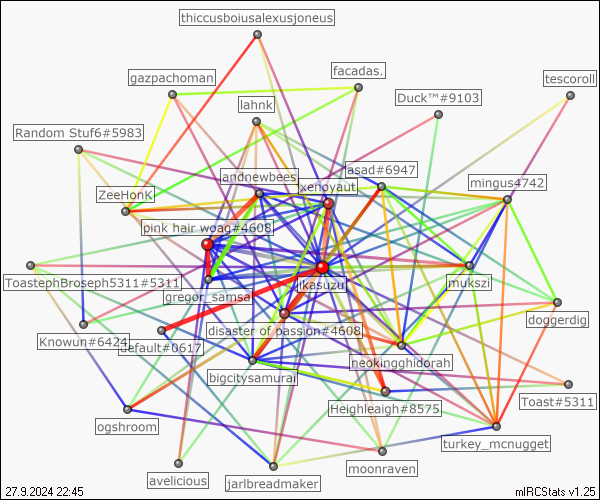 thiccusboiusalexusjoneus
gazpachoman
facadas.
tescoroll
lahnk
Duck™#9103
Random Stuf6#5983
andnewbees
xenoyaut
asad#6947
mingus4742
ZeeHonK
pink hair woag#4608
ToastephBroseph5311#5311
gregor_samsa
ikasuzu
mukszi
doggerdig
Knowun#6424
default#0617
disaster of passion#4608
neokingghidorah
bigcitysamurai
Heighleaigh#8575
Toast#5311
ogshroom
turkey_mcnugget
avelicious
jarlbreadmaker
moonraven
27.9.2024 22:45
mIRCStats v1.25